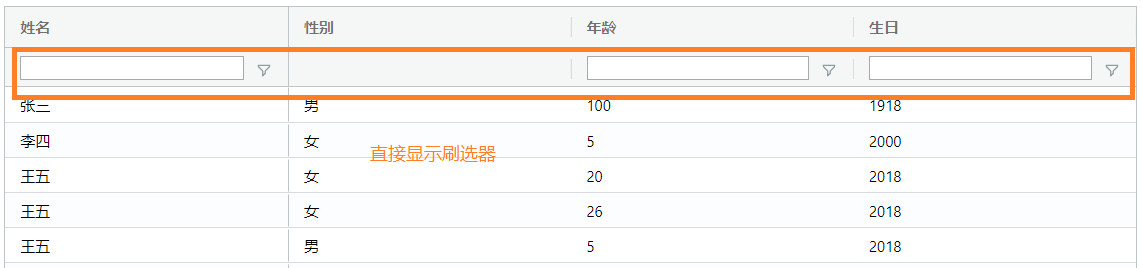 姓名 性别 年龄 生日
张三 男 100 1918
李四 女 5 2000
直接显示刷选器
王五 女 20 2018
王五 女 26 2018
王五 男 5 2018